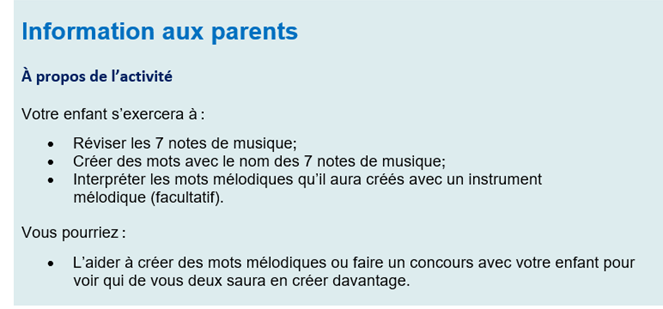 Information aux parents
À propos de l’activité
Votre enfant s’exercera à :
• Réviser les 7 notes de musique;
• Créer des mots avec le nom des 7 notes de musique;
• Interpréter les mots mélodiques qu’il aura créés avec un instrument
mélodique (facultatif).
Vous pourriez :
• L’aider à créer des mots mélodiques ou faire un concours avec votre enfant pour
voir qui de vous deux saura en créer davantage.